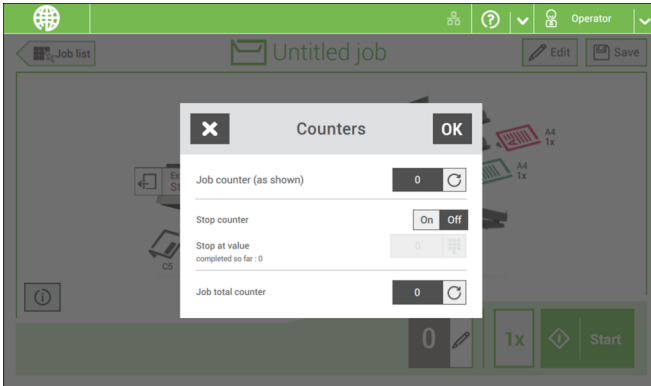 Operator
Job list
Untitled job
Edit
Save
Counters
OK
A4
1x
A4
1x
Ex
St
Job counter (as shown)
0
Stop counter
On
Off
Stop at value
0
completed so far : 0
C5
Job total counter
0
0
1x
Start